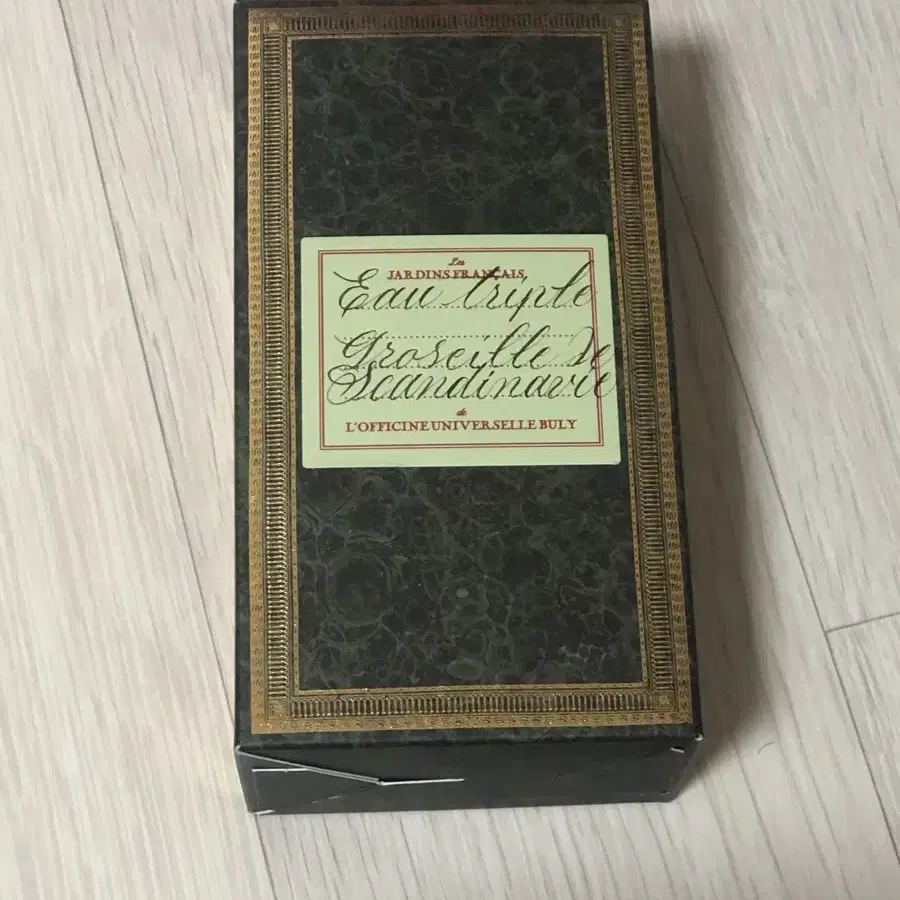 Les
JARDINS FRANÇAIS,
Eau triple
Groseille de
Scandinavie
de
L'OFFICINE UNIVERSELLE BULY